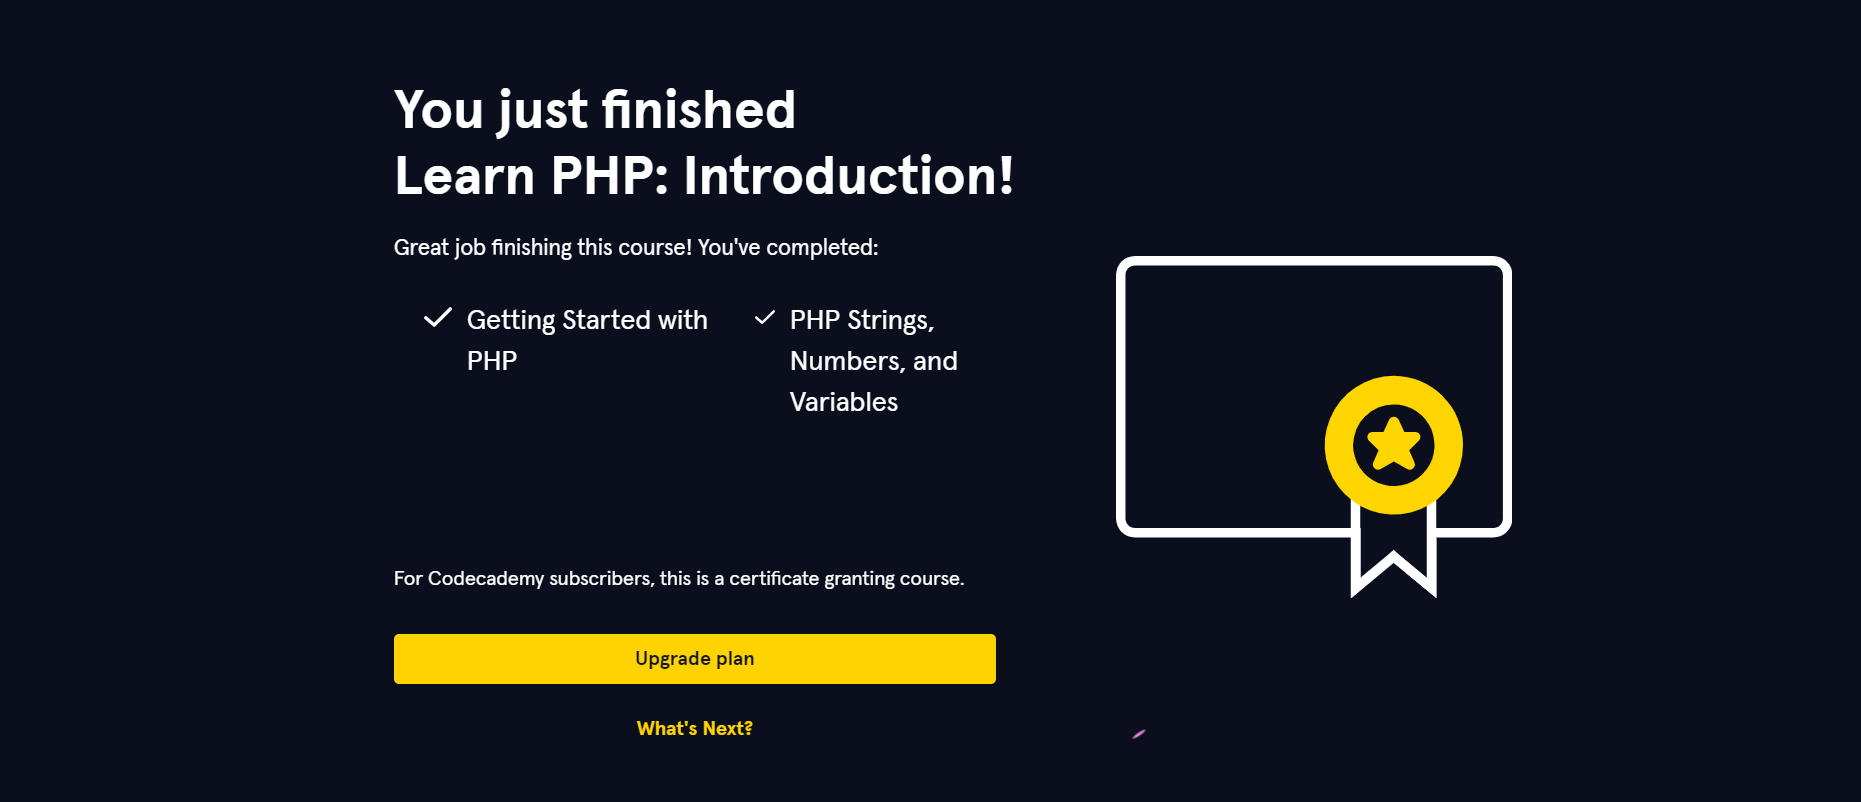 You just finished
Learn PHP: Introduction!
Great job finishing this course! You've completed:
Getting Started with
PHP
PHP Strings,
Numbers, and
Variables
For Codecademy subscribers, this is a certificate granting course.
Upgrade plan
What's Next?